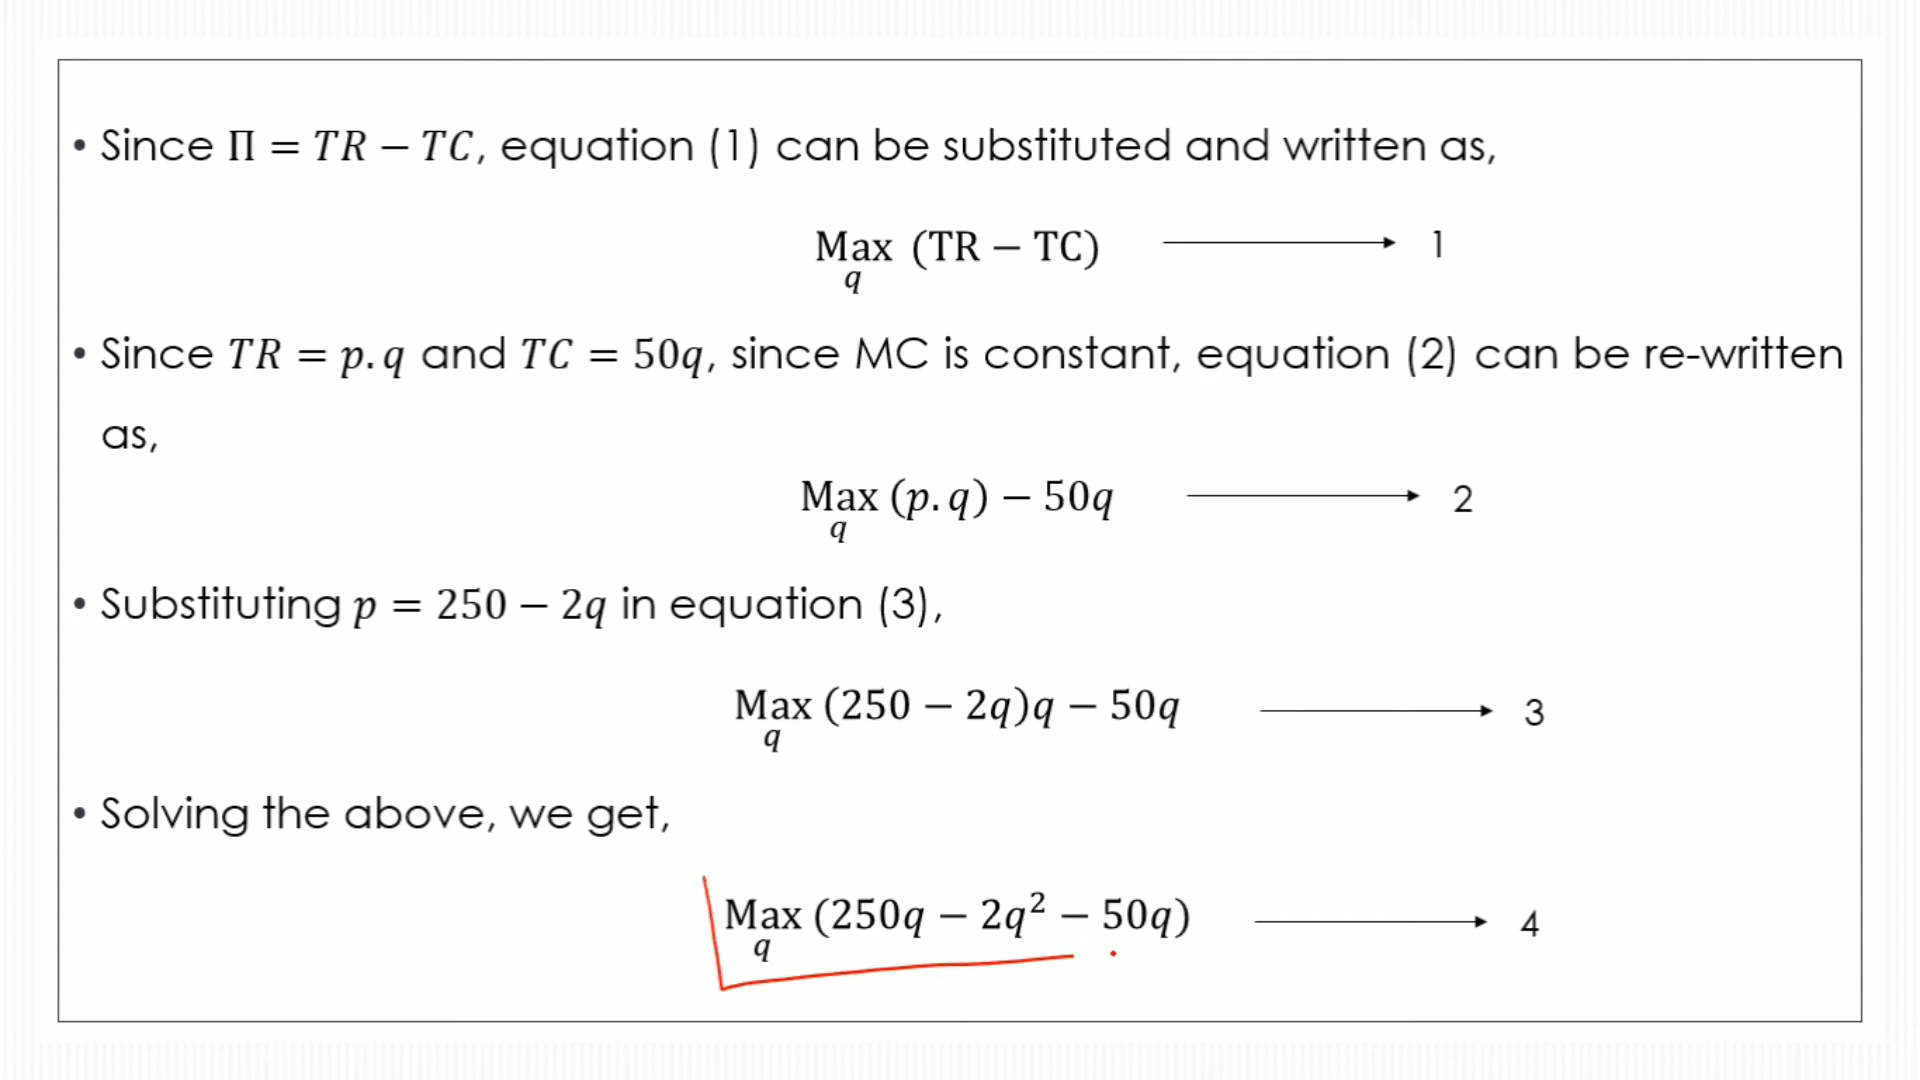 • Since Π = TR − TC, equation (1) can be substituted and written as,
Max (TR − TC) 1
q
• Since TR = p.q and TC = 50q, since MC is constant, equation (2) can be re-written
as,
Max (p.q) − 50q 2
q
• Substituting p = 250 − 2q in equation (3),
Max (250 − 2q)q − 50q 3
q
• Solving the above, we get,
Max (250q − 2q² − 50q) 4
q